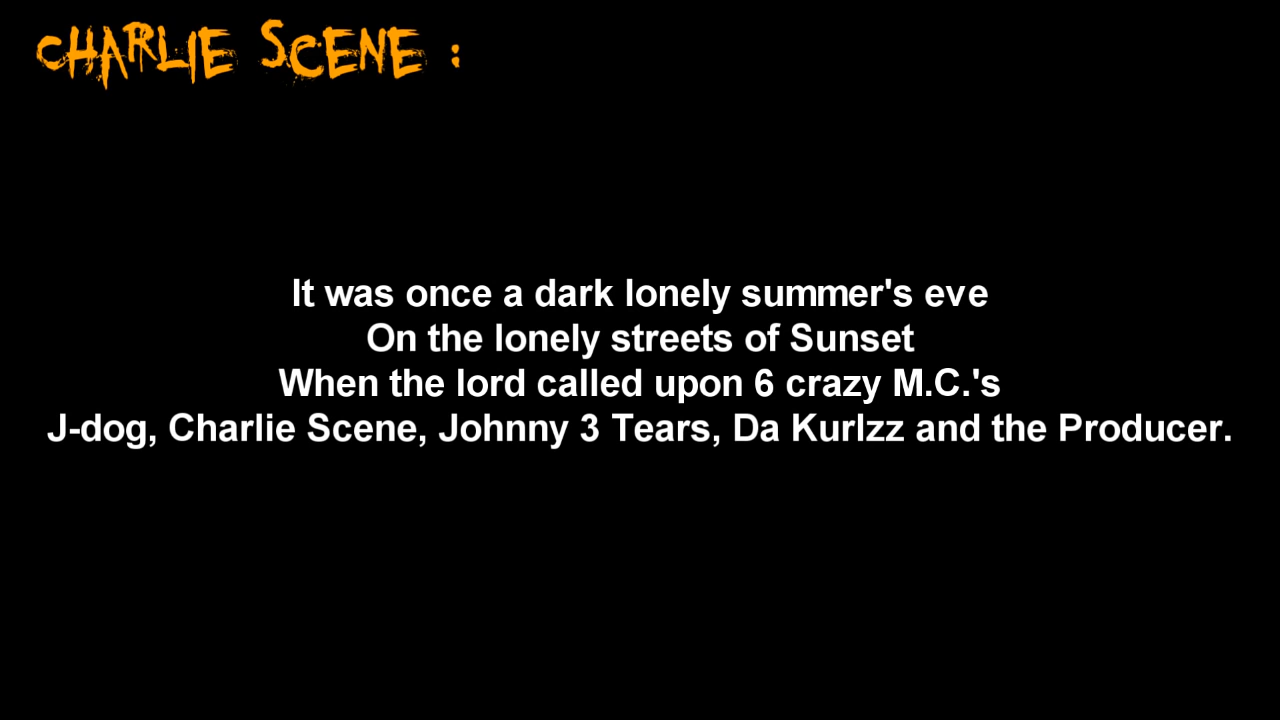 CHARLIE SCENE :
It was once a dark lonely summer's eve
On the lonely streets of Sunset
When the lord called upon 6 crazy M.C.'s
J-dog, Charlie Scene, Johnny 3 Tears, Da Kurlzz and the Producer.